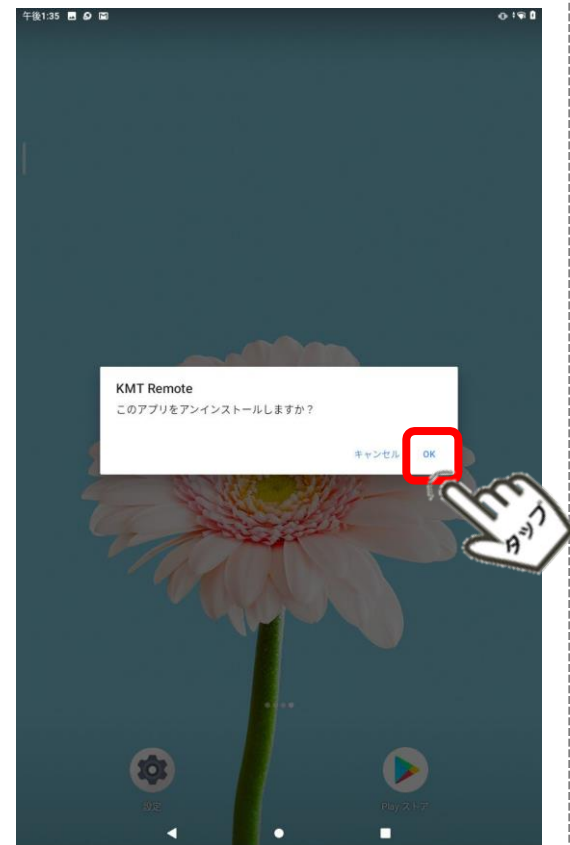 午後1:35
KMT Remote
このアプリをアンインストールしますか？
キャンセル
OK
タップ
設定
Play ストア